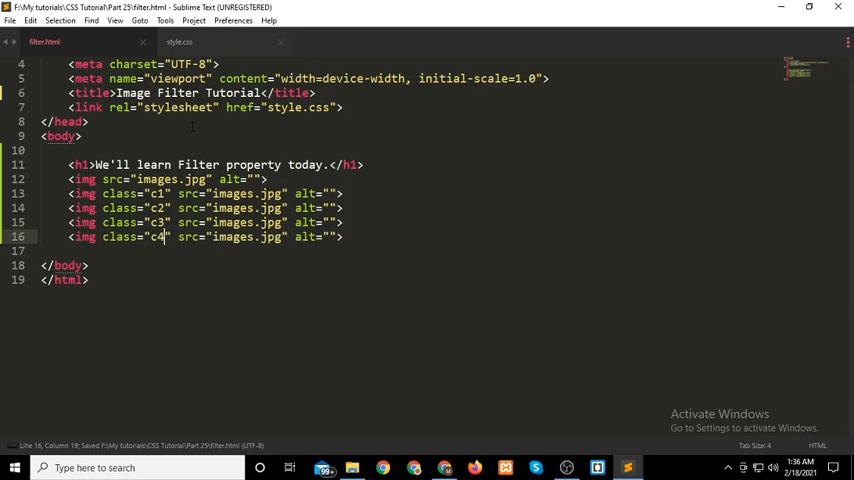 F:\My tutorials\CSS Tutorial\Part 25\filter.html - Sublime Text (UNREGISTERED)
File Edit Selection Find View Goto Tools Project Preferences Help
filter.html style.css
4 <meta charset="UTF-8">
5 <meta name="viewport" content="width=device-width, initial-scale=1.0">
6 <title>Image Filter Tutorial</title>
7 <link rel="stylesheet" href="style.css">
8 </head>
9 <body>
10
11 <h1>We'll learn Filter property today.</h1>
12 <img src="images.jpg" alt="">
13 <img class="c1" src="images.jpg" alt="">
14 <img class="c2" src="images.jpg" alt="">
15 <img class="c3" src="images.jpg" alt="">
16 <img class="c4" src="images.jpg" alt="">
17
18 </body>
19 </html>
Activate Windows
Go to Settings to activate Windows.
Line 16, Column 19; Saved F:\My tutorials\CSS Tutorial\Part 25\filter.html (UTF-8) Tab Size: 4 HTML
Type here to search 99+ 1:36 AM
2/18/2021